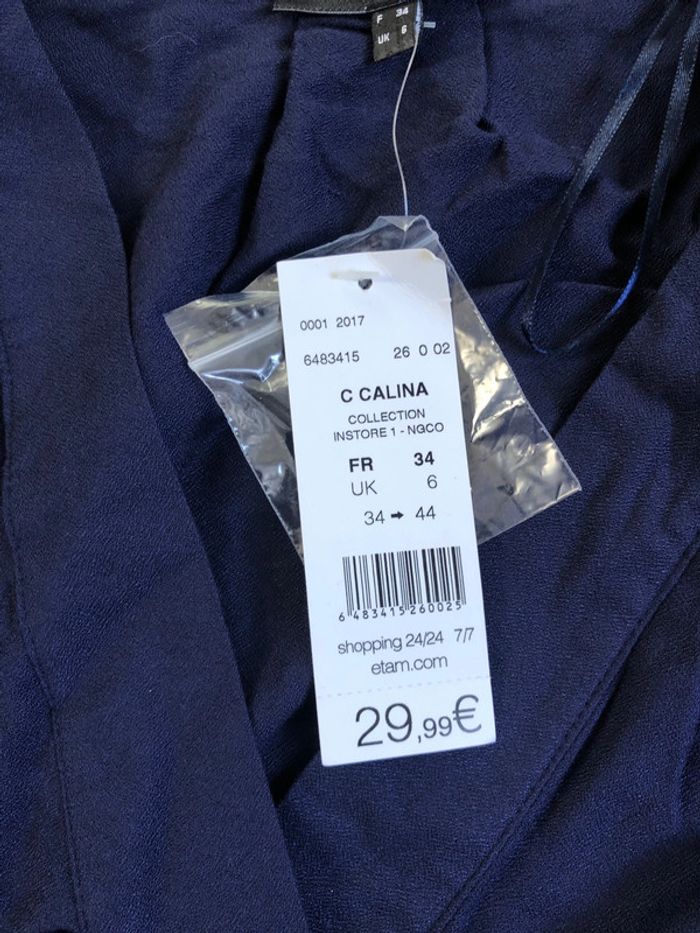 F 34
UK 6
0001 2017
6483415 26 0 02
C CALINA
COLLECTION
INSTORE 1 - NGCO
FR 34
UK 6
34 → 44
6 483415 260025
shopping 24/24 7/7
etam.com
29,99€